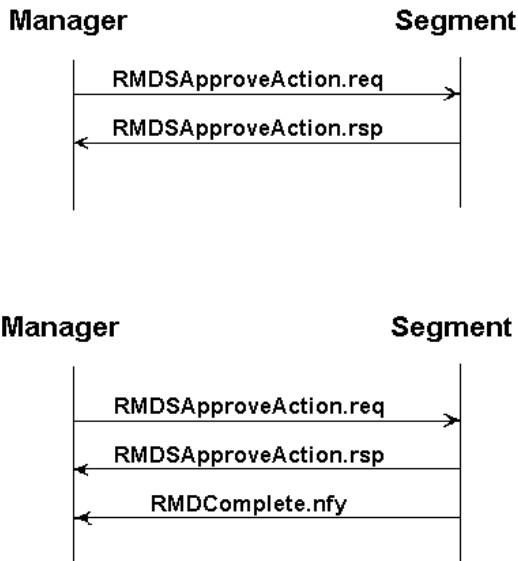 Manager Segment
RMDSApproveAction.req
RMDSApproveAction.rsp
Manager Segment
RMDSApproveAction.req
RMDSApproveAction.rsp
RMDComplete.nfy